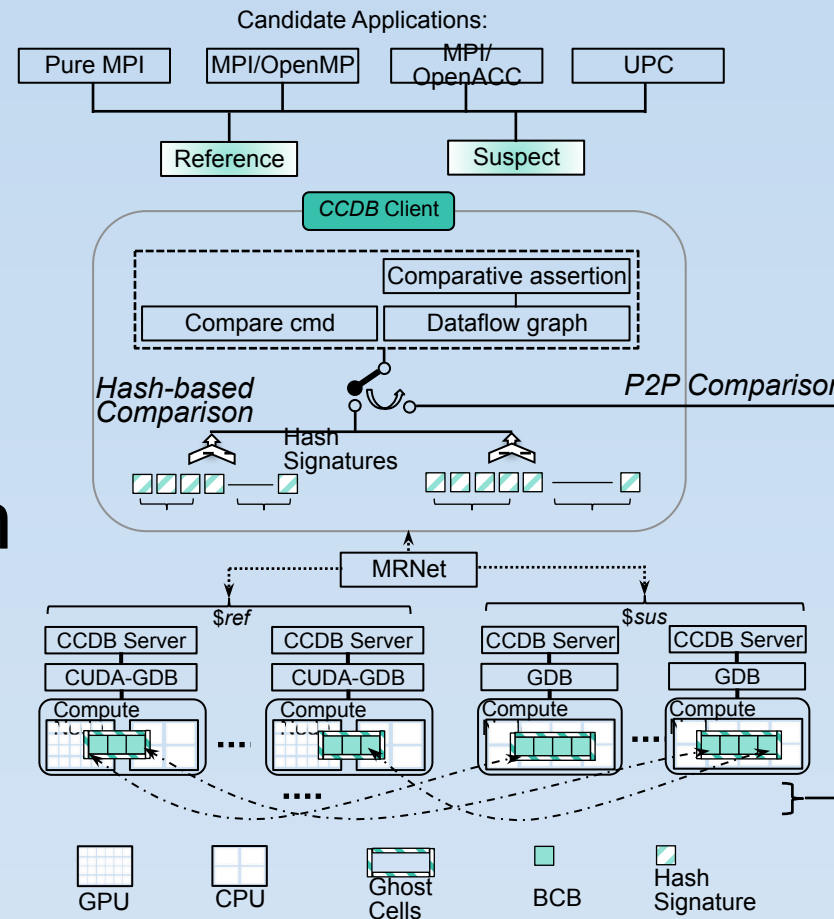 Candidate Applications:
Pure MPI
MPI/OpenMP
MPI/
OpenACC
UPC
Reference
Suspect
CCDB Client
Comparative assertion
Compare cmd
Dataflow graph
Hash-based
Comparison
P2P Comparison
Hash
Signatures
MRNet
$ref
$sus
CCDB Server
CCDB Server
CCDB Server
CCDB Server
CUDA-GDB
CUDA-GDB
GDB
GDB
Compute
Compute
Compute
Compute
GPU
CPU
Ghost
Cells
BCB
Hash
Signature